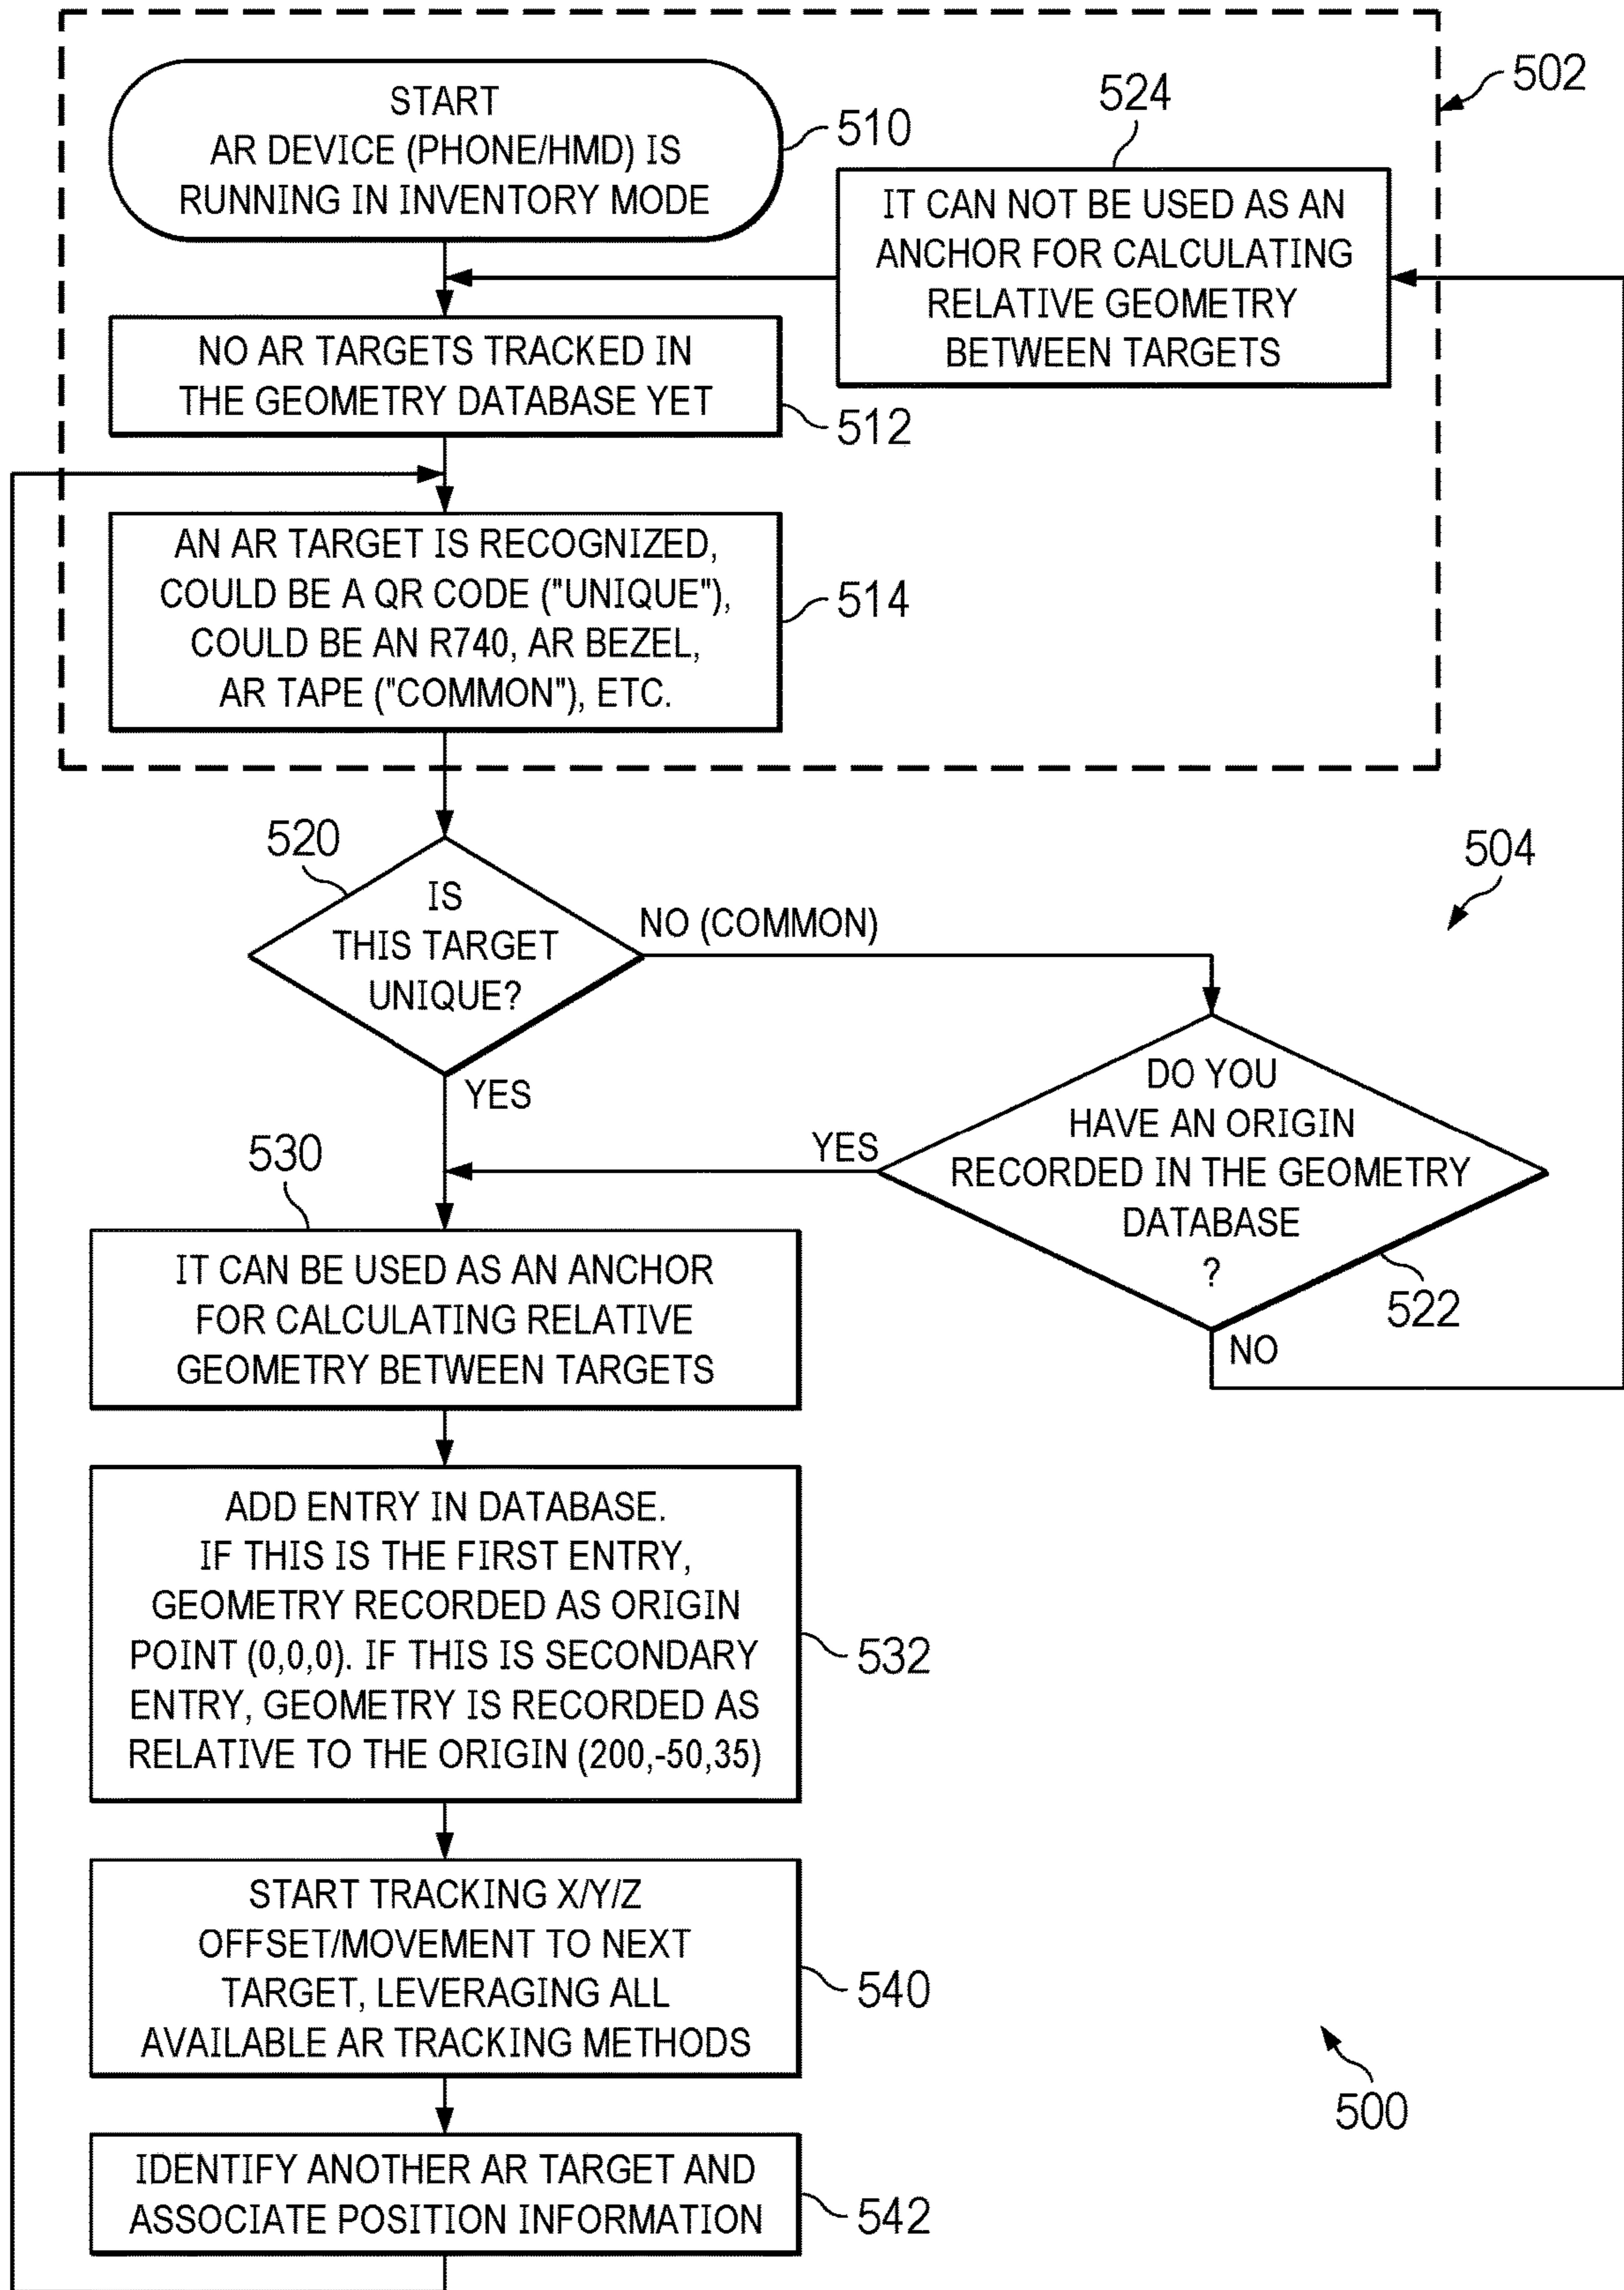 START
AR DEVICE (PHONE/HMD) IS
RUNNING IN INVENTORY MODE
510
502
524
IT CAN NOT BE USED AS AN
ANCHOR FOR CALCULATING
RELATIVE GEOMETRY
BETWEEN TARGETS
NO AR TARGETS TRACKED IN
THE GEOMETRY DATABASE YET
512
AN AR TARGET IS RECOGNIZED,
COULD BE A QR CODE ("UNIQUE"),
COULD BE AN R740, AR BEZEL,
AR TAPE ("COMMON"), ETC.
514
520
IS
THIS TARGET
UNIQUE?
NO (COMMON)
504
YES
DO YOU
HAVE AN ORIGIN
RECORDED IN THE GEOMETRY
DATABASE
?
YES
522
NO
530
IT CAN BE USED AS AN ANCHOR
FOR CALCULATING RELATIVE
GEOMETRY BETWEEN TARGETS
ADD ENTRY IN DATABASE.
IF THIS IS THE FIRST ENTRY,
GEOMETRY RECORDED AS ORIGIN
POINT (0,0,0). IF THIS IS SECONDARY
ENTRY, GEOMETRY IS RECORDED AS
RELATIVE TO THE ORIGIN (200,-50,35)
532
START TRACKING X/Y/Z
OFFSET/MOVEMENT TO NEXT
TARGET, LEVERAGING ALL
AVAILABLE AR TRACKING METHODS
540
IDENTIFY ANOTHER AR TARGET AND
ASSOCIATE POSITION INFORMATION
542
500